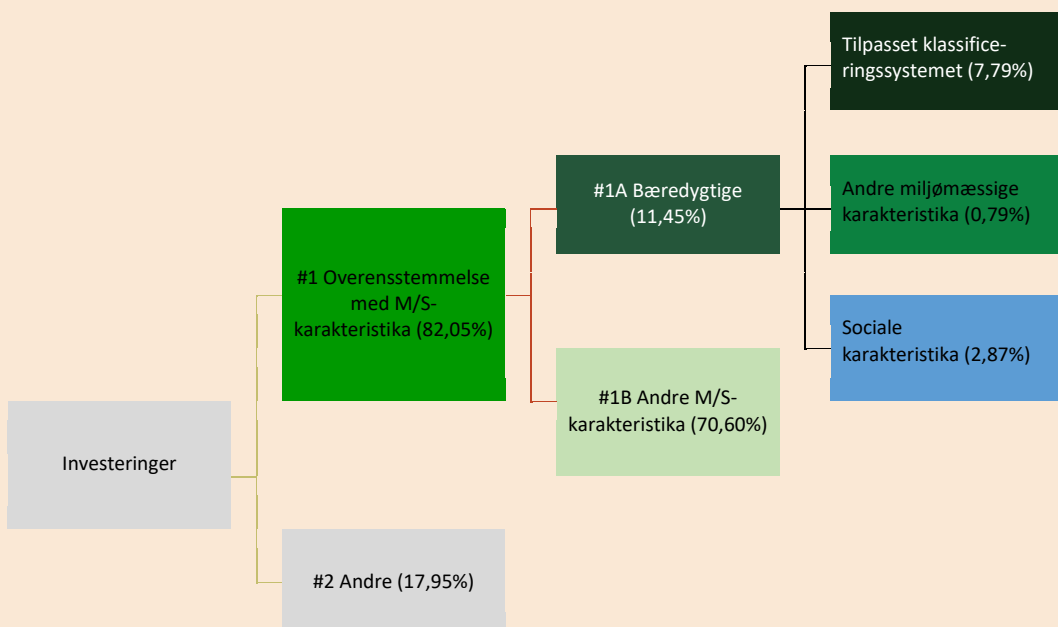 Tilpasset klassifice-
ringssystemet (7,79%)
#1A Bæredygtige
(11,45%)
Andre miljømæssige
karakteristika (0,79%)
#1 Overensstemmelse
med M/S-
karakteristika (82,05%)
Sociale
karakteristika (2,87%)
#1B Andre M/S-
karakteristika (70,60%)
Investeringer
#2 Andre (17,95%)